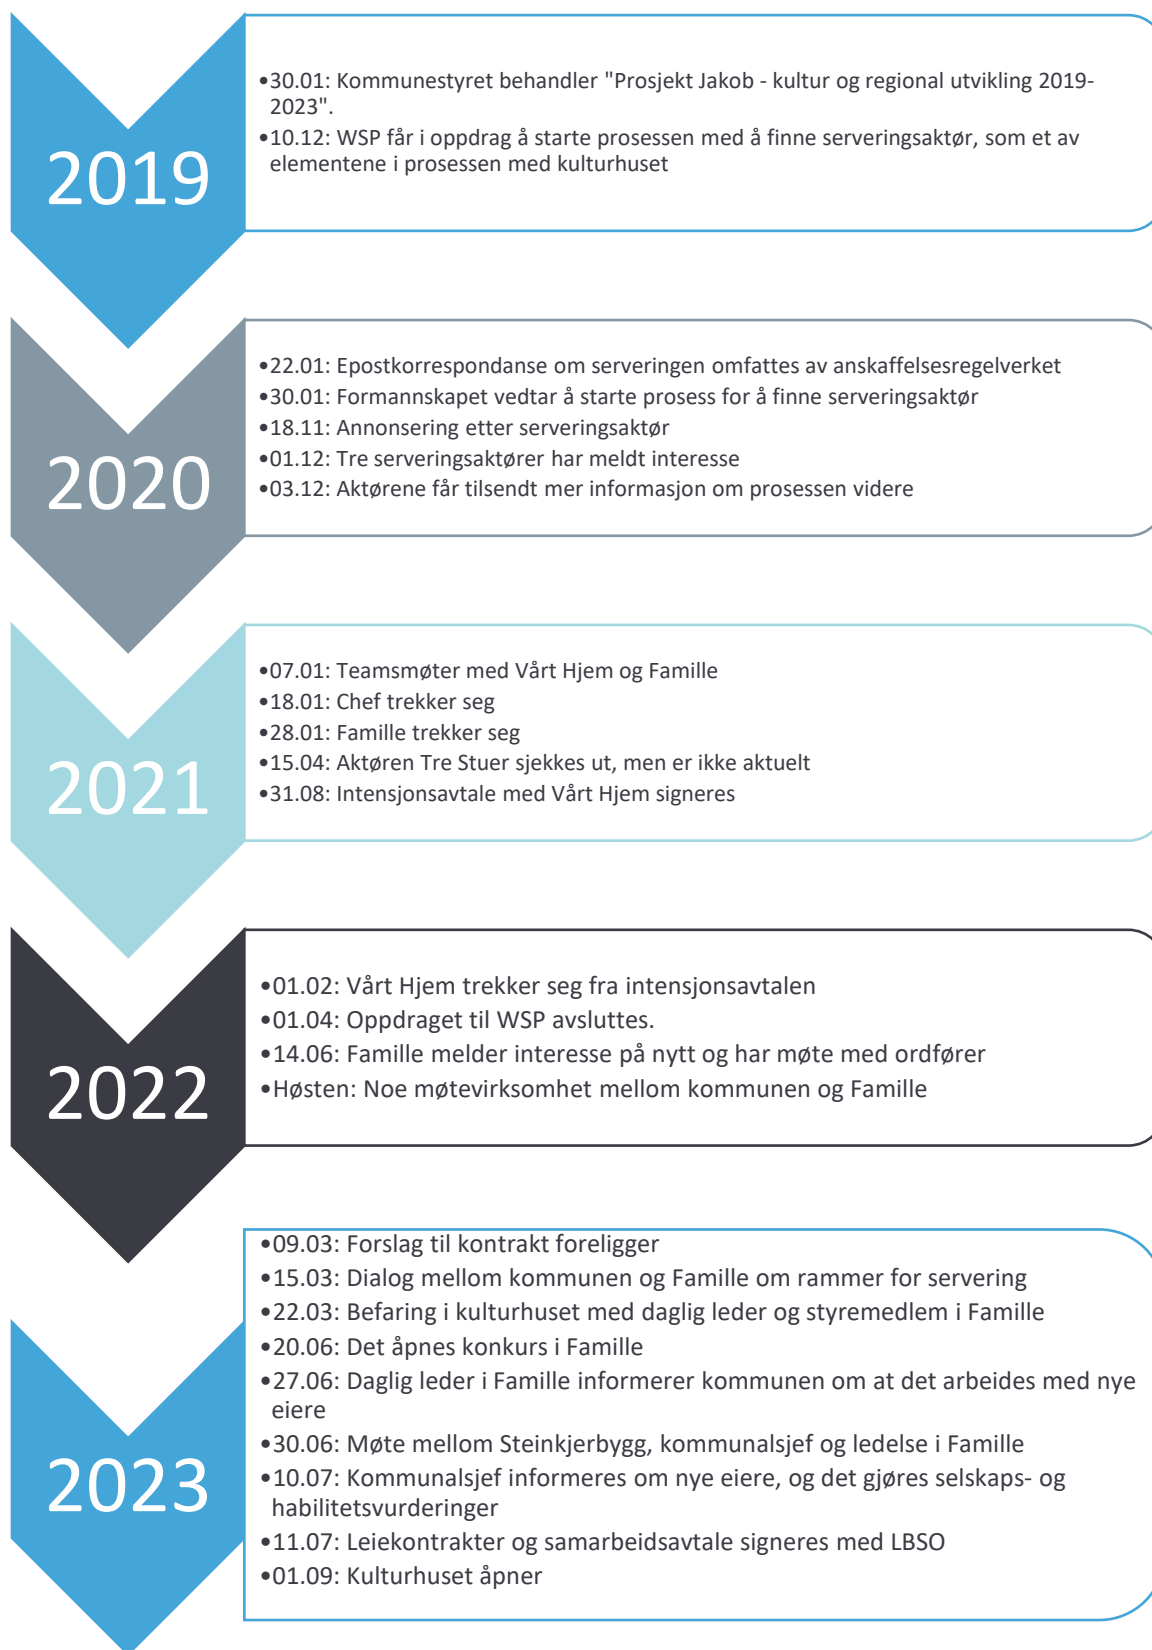 2019
•30.01: Kommunestyret behandler "Prosjekt Jakob - kultur og regional utvikling 2019-
2023".
•10.12: WSP får i oppdrag å starte prosessen med å finne serveringsaktør, som et av
elementene i prosessen med kulturhuset
2020
•22.01: Epostkorrespondanse om serveringen omfattes av anskaffelsesregelverket
•30.01: Formannskapet vedtar å starte prosess for å finne serveringsaktør
•18.11: Annonsering etter serveringsaktør
•01.12: Tre serveringsaktører har meldt interesse
•03.12: Aktørene får tilsendt mer informasjon om prosessen videre
2021
•07.01: Teamsmøter med Vårt Hjem og Famille
•18.01: Chef trekker seg
•28.01: Famille trekker seg
•15.04: Aktøren Tre Stuer sjekkes ut, men er ikke aktuelt
•31.08: Intensjonsavtale med Vårt Hjem signeres
2022
•01.02: Vårt Hjem trekker seg fra intensjonsavtalen
•01.04: Oppdraget til WSP avsluttes.
•14.06: Famille melder interesse på nytt og har møte med ordfører
•Høsten: Noe møtevirksomhet mellom kommunen og Famille
2023
•09.03: Forslag til kontrakt foreligger
•15.03: Dialog mellom kommunen og Famille om rammer for servering
•22.03: Befaring i kulturhuset med daglig leder og styremedlem i Famille
•20.06: Det åpnes konkurs i Famille
•27.06: Daglig leder i Famille informerer kommunen om at det arbeides med nye
eiere
•30.06: Møte mellom Steinkjerbygg, kommunalsjef og ledelse i Famille
•10.07: Kommunalsjef informeres om nye eiere, og det gjøres selskaps- og
habilitetsvurderinger
•11.07: Leiekontrakter og samarbeidsavtale signeres med LBSO
•01.09: Kulturhuset åpner